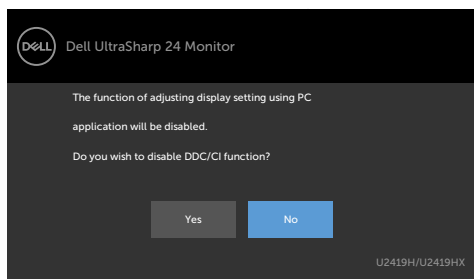 DELL
Dell UltraSharp 24 Monitor
The function of adjusting display setting using PC
application will be disabled.
Do you wish to disable DDC/CI function?
Yes
No
U2419H/U2419HX